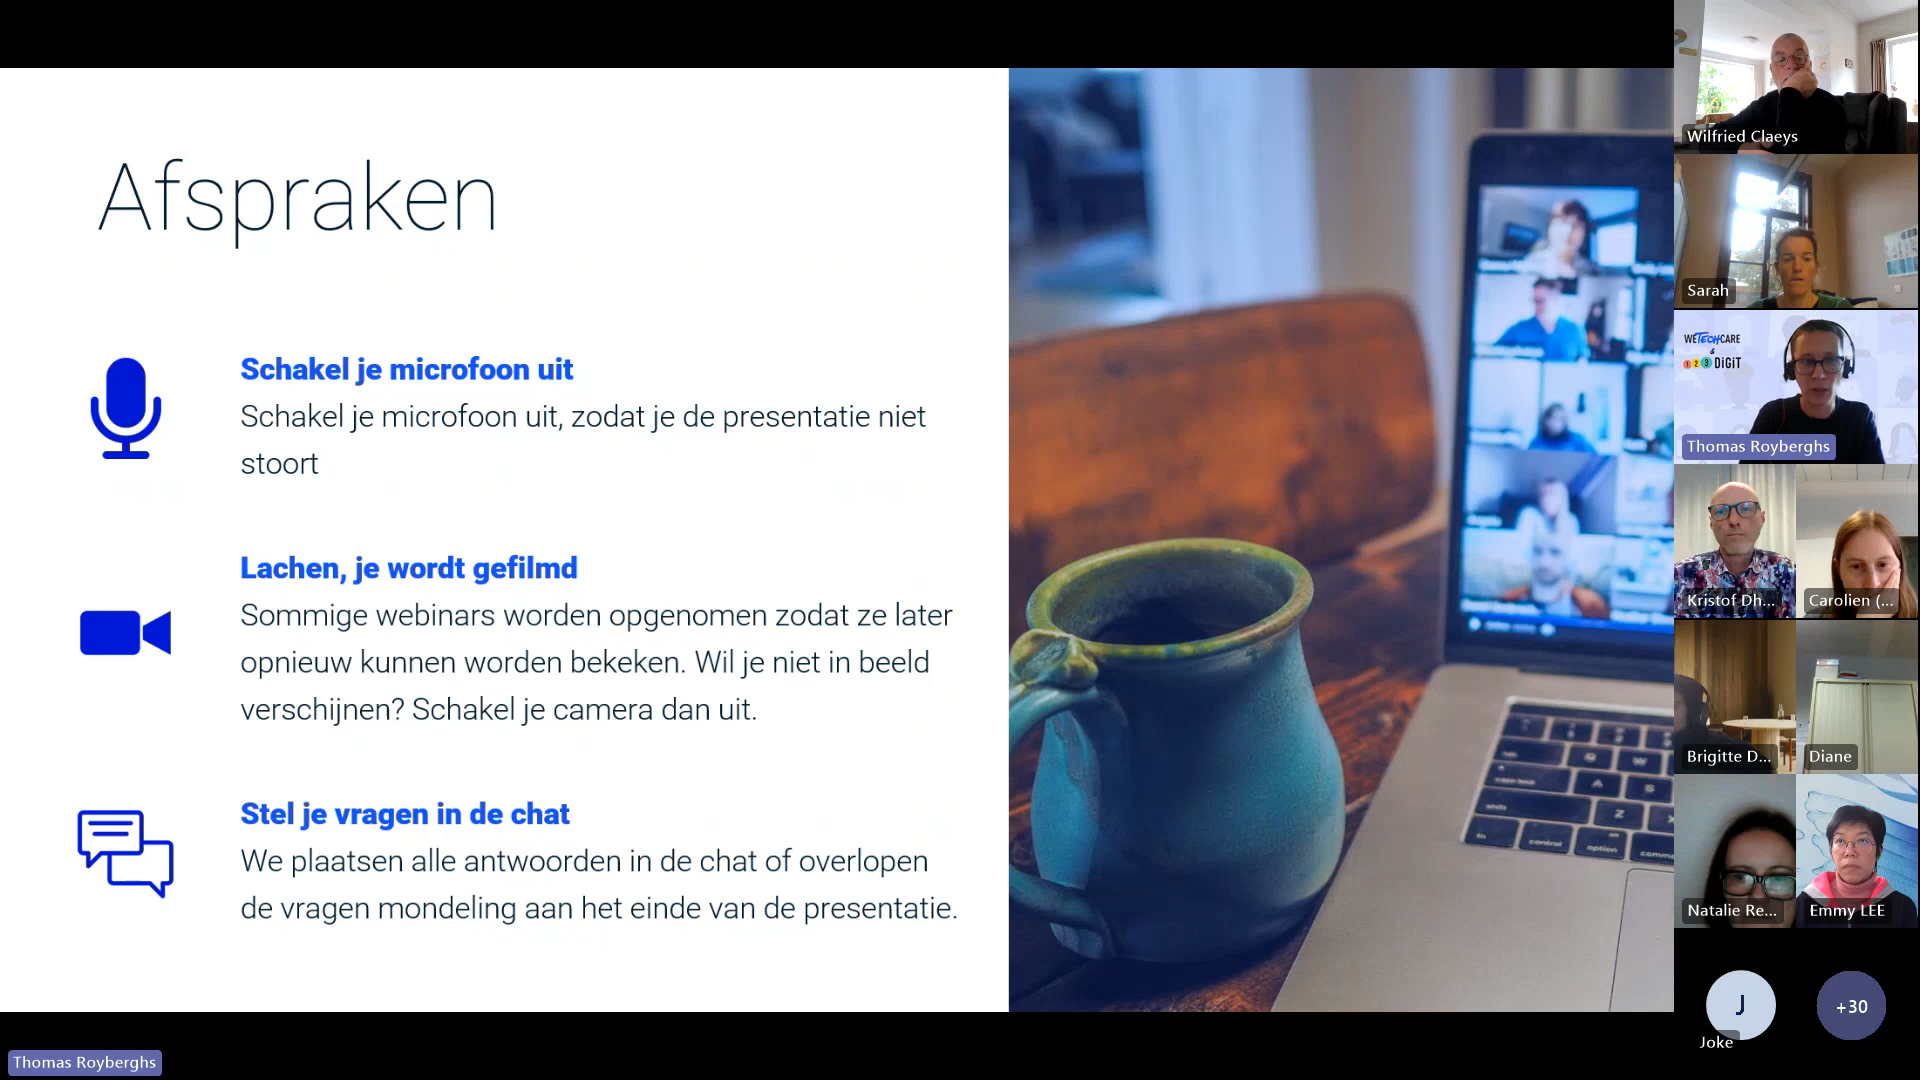 Afspraken
Schakel je microfoon uit
Schakel je microfoon uit, zodat je de presentatie niet
stoort
Lachen, je wordt gefilmd
Sommige webinars worden opgenomen zodat ze later
opnieuw kunnen worden bekeken. Wil je niet in beeld
verschijnen? Schakel je camera dan uit.
Stel je vragen in de chat
We plaatsen alle antwoorden in de chat of overlopen
de vragen mondeling aan het einde van de presentatie.
Wilfried Claeys
Sarah
WETECHCARE
&
123 DiGiT
Thomas Royberghs
Kristof Dh...
Carolien (...
Brigitte D...
Diane
Natalie Re...
Emmy LEE
J
+30
Joke
Thomas Royberghs